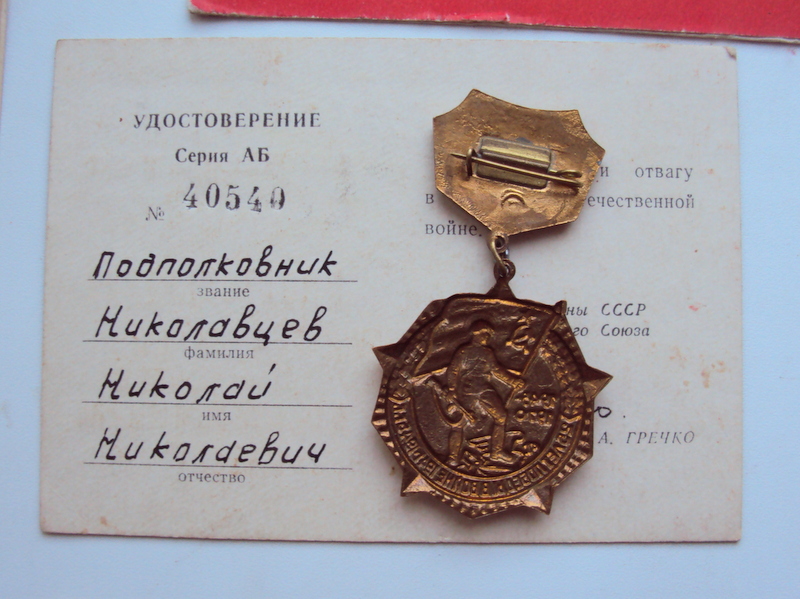 УДОСТОВЕРЕНИЕ
Серия АБ
№ 40540
Подполковник
звание
Николавцев
фамилия
Николай
имя
Николаевич
отчество
и отвагу
в ечественной
войне.
ны СССР
го Союза
А. ГРЕЧКО